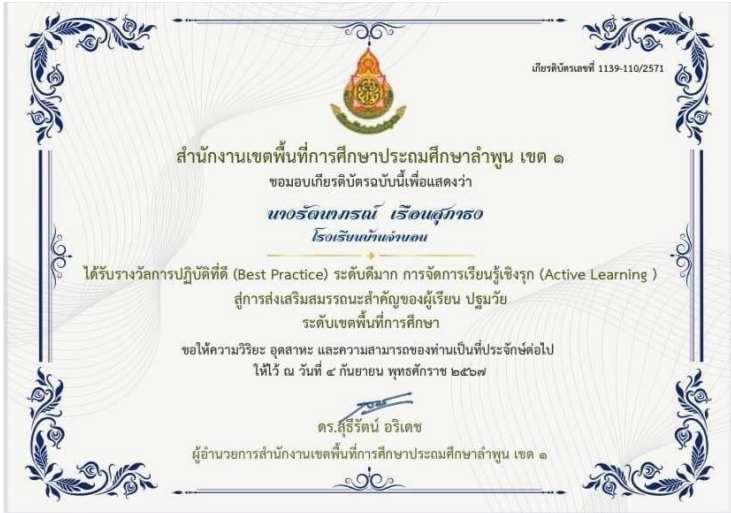 เกียรติบัตรเลขที่ 1139-110/2571
สำนักงานเขตพื้นที่การศึกษาประถมศึกษาลำพูน เขต ๑
ขอมอบเกียรติบัตรฉบับนี้เพื่อแสดงว่า
นางรัตนาภรณ์ เรือนสุภาธง
โรงเรียนบ้านจำบอน
ได้รับรางวัลการปฏิบัติที่ดี (Best Practice) ระดับดีมาก การจัดการเรียนรู้เชิงรุก (Active Learning )
สู่การส่งเสริมสมรรถนะสำคัญของผู้เรียน ปฐมวัย
ระดับเขตพื้นที่การศึกษา
ขอให้ความวิริยะ อุตสาหะ และความสามารถของท่านเป็นที่ประจักษ์ต่อไป
ให้ไว้ ณ วันที่ ๔ กันยายน พุทธศักราช ๒๕๖๗
ดร.สุธีรัตน์ อริเดช
ผู้อำนวยการสำนักงานเขตพื้นที่การศึกษาประถมศึกษาลำพูน เขต ๑